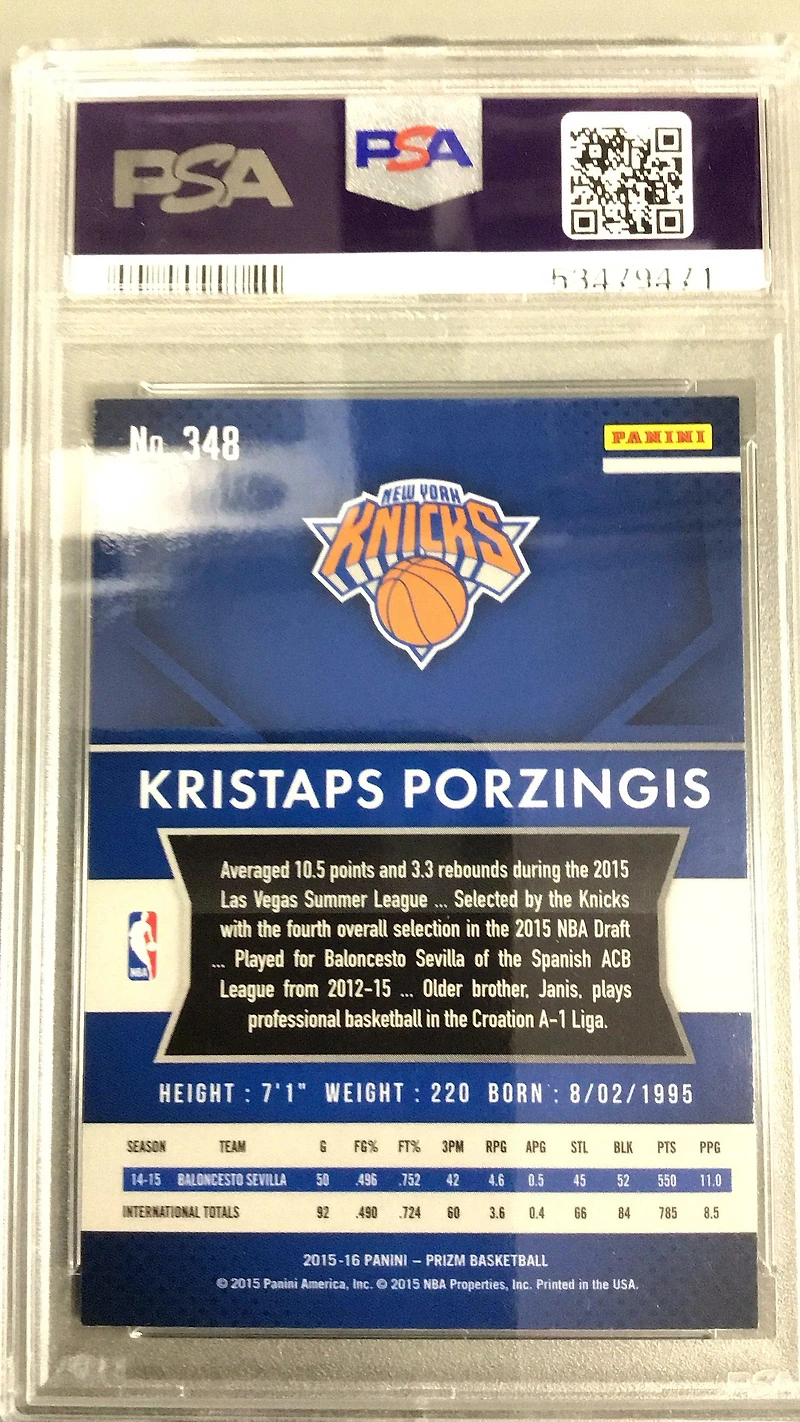 PSA PSA
53479471
No. 348 PANINI
NEW YORK
KNICKS
KRISTAPS PORZINGIS
Averaged 10.5 points and 3.3 rebounds during the 2015
Las Vegas Summer League ... Selected by the Knicks
with the fourth overall selection in the 2015 NBA Draft
... Played for Baloncesto Sevilla of the Spanish ACB
League from 2012-15 ... Older brother, Janis, plays
professional basketball in the Croation A-1 Liga.
NBA
HEIGHT : 7'1" WEIGHT : 220 BORN : 8/02/1995
SEASON TEAM G FG% FT% 3PM RPG APG STL BLK PTS PPG
14-15 BALONCESTO SEVILLA 50 .496 .752 42 4.6 0.5 45 52 550 11.0
INTERNATIONAL TOTALS 92 .490 .724 60 3.6 0.4 66 84 785 8.5
2015-16 PANINI – PRIZM BASKETBALL
© 2015 Panini America, Inc. © 2015 NBA Properties, Inc. Printed in the USA.